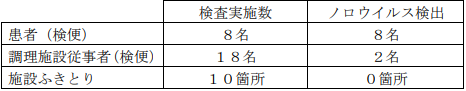 検査実施数 ノロウイルス検出
患者（検便） ８名 ８名
調理施設従事者（検便） １８名 ２名
施設ふきとり １０箇所 ０箇所